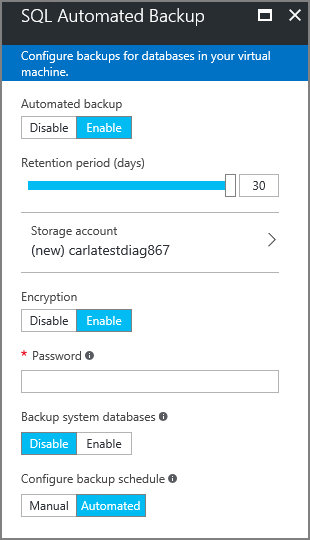 SQL Automated Backup
Configure backups for databases in your virtual
machine.
Automated backup
Disable Enable
Retention period (days)
30
Storage account
(new) carlatestdiag867
Encryption
Disable Enable
* Password
Backup system databases
Disable Enable
Configure backup schedule
Manual Automated